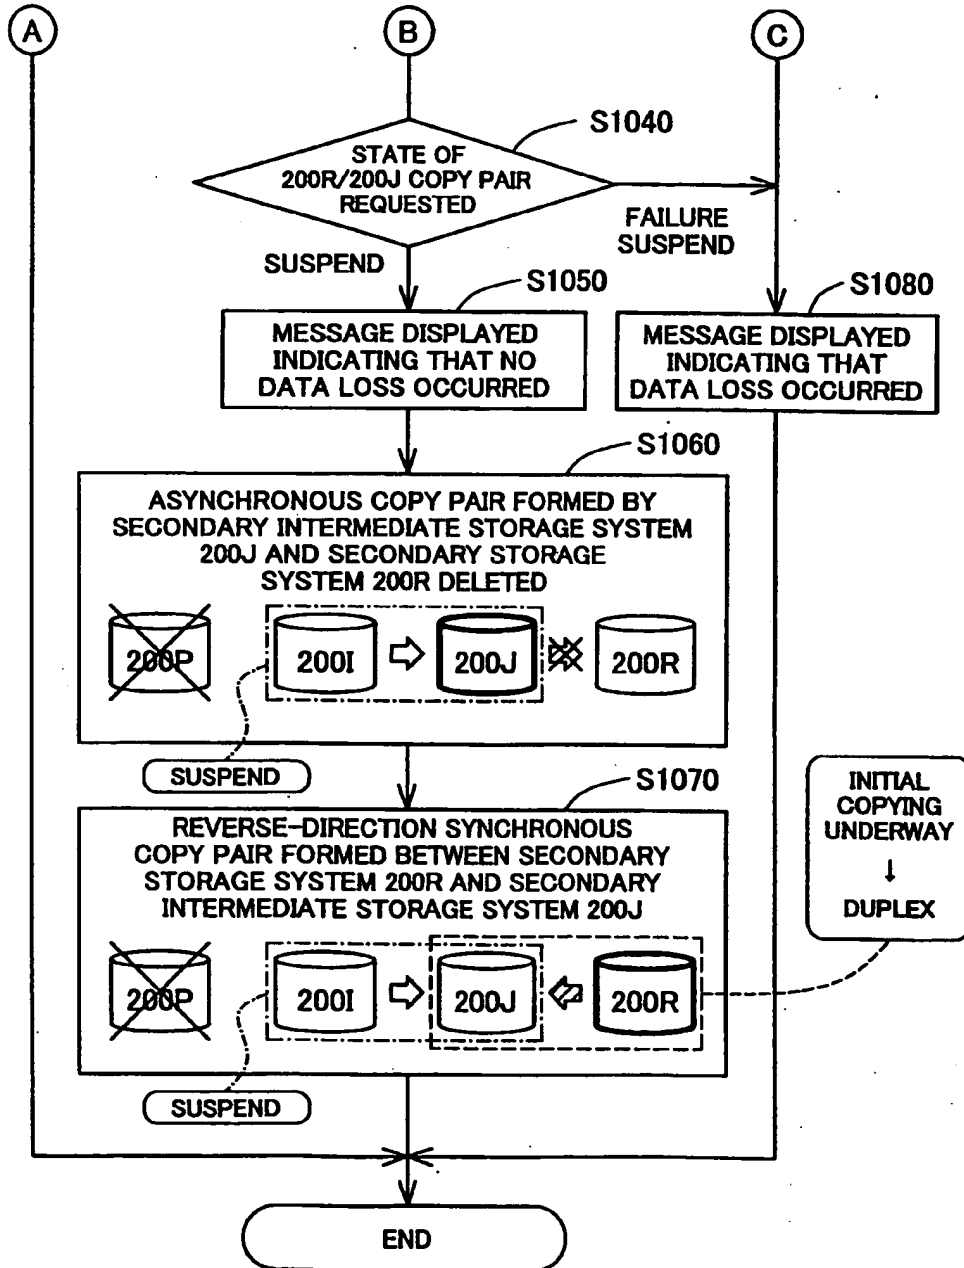 A
B
C
S1040
STATE OF
200R/200J COPY PAIR
REQUESTED
FAILURE
SUSPEND
SUSPEND
S1050
MESSAGE DISPLAYED
INDICATING THAT NO
DATA LOSS OCCURRED
S1080
MESSAGE DISPLAYED
INDICATING THAT
DATA LOSS OCCURRED
S1060
ASYNCHRONOUS COPY PAIR FORMED BY
SECONDARY INTERMEDIATE STORAGE SYSTEM
200J AND SECONDARY STORAGE
SYSTEM 200R DELETED
200P
200I
200J
200R
SUSPEND
S1070
REVERSE-DIRECTION SYNCHRONOUS
COPY PAIR FORMED BETWEEN SECONDARY
STORAGE SYSTEM 200R AND SECONDARY
INTERMEDIATE STORAGE SYSTEM 200J
200P
200I
200J
200R
SUSPEND
INITIAL
COPYING
UNDERWAY
↓
DUPLEX
END